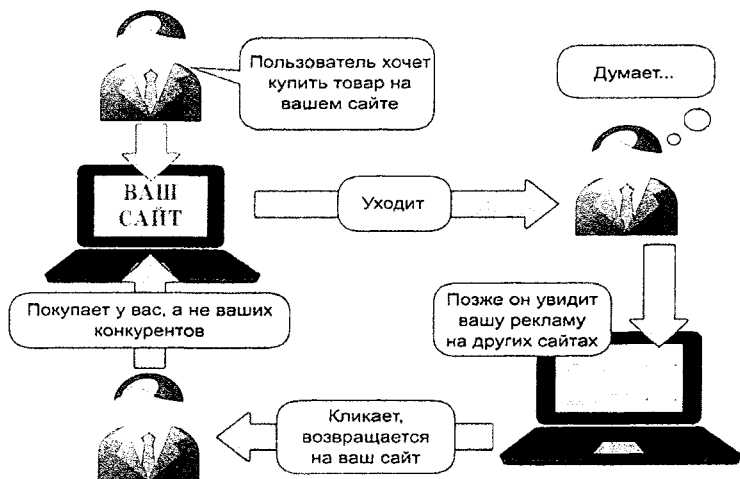 Пользователь хочет
купить товар на
вашем сайте
Думает...
ВАШ
САЙТ
Уходит
Позже он увидит
вашу рекламу
на других сайтах
Кликает,
возвращается
на ваш сайт
Покупает у вас, а не ваших
конкурентов